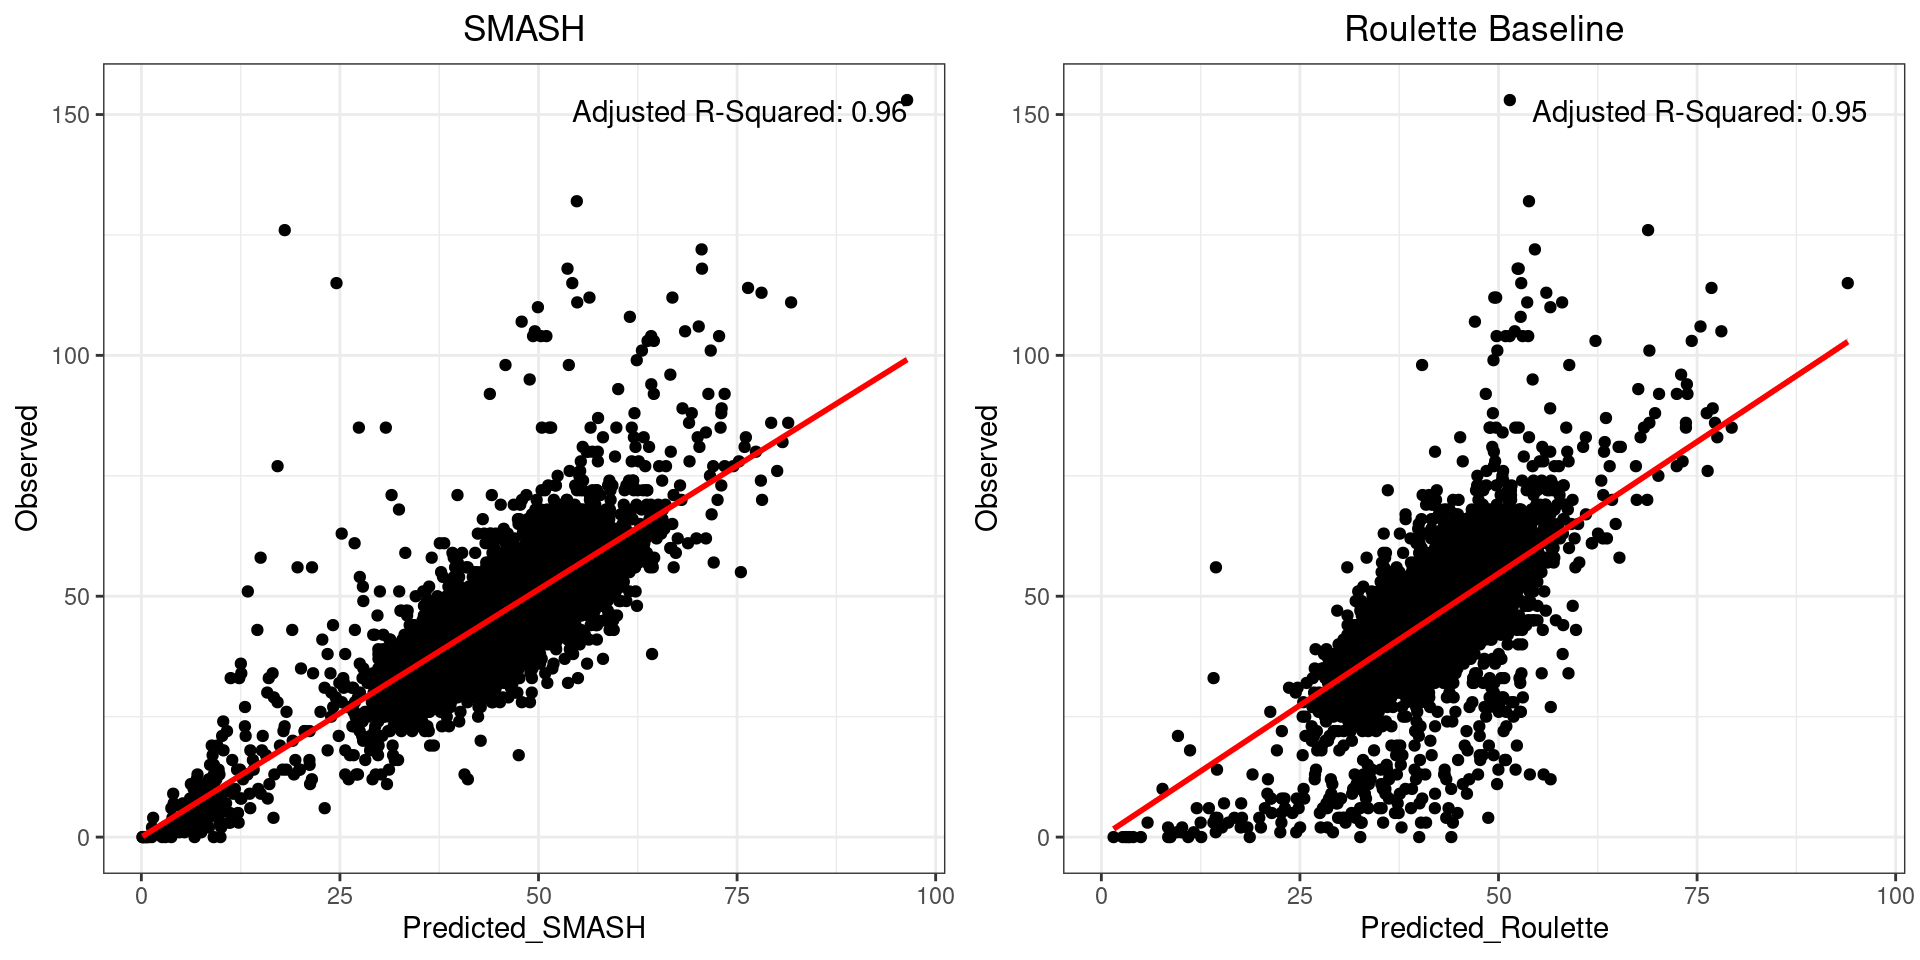 SMASH
Adjusted R-Squared: 0.96
150
100
50
0
Observed
0 25 50 75 100
Predicted_SMASH
Roulette Baseline
Adjusted R-Squared: 0.95
150
100
50
0
Observed
0 25 50 75 100
Predicted_Roulette